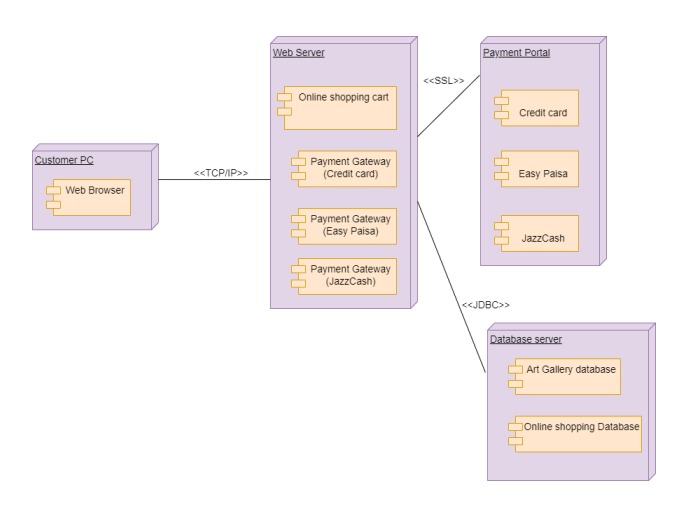 Web Server
Online shopping cart
Payment Gateway
(Credit card)
Payment Gateway
(Easy Paisa)
Payment Gateway
(JazzCash)
Payment Portal
Credit card
Easy Paisa
JazzCash
<<SSL>>
Customer PC
Web Browser
<<TCP/IP>>
<<JDBC>>
Database server
Art Gallery database
Online shopping Database